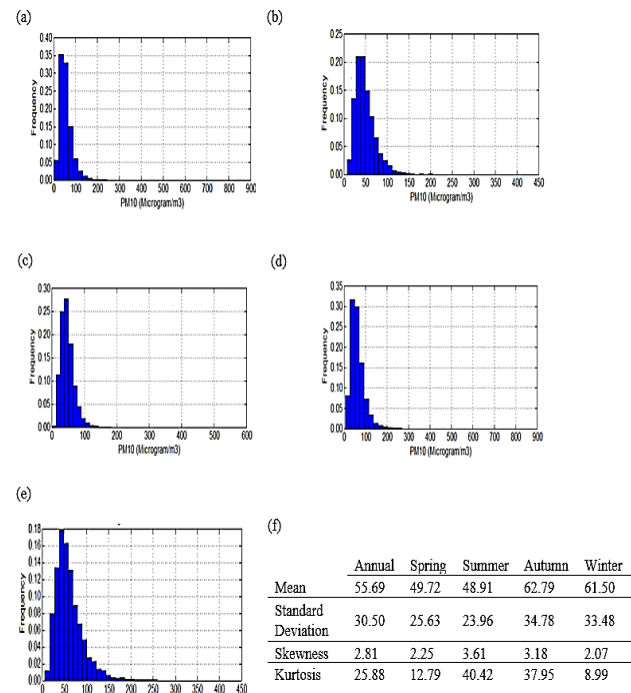 (a)
0.40
0.35
0.30
0.25
0.20
0.15
0.10
0.05
0.00
Frequency
0 100 200 300 400 500 600 700 800 900
PM10 (Microgram/m3)
(b)
0.25
0.20
0.15
0.10
0.05
0.00
Frequency
0 50 100 150 200 250 300 350 400 450
PM10 (Microgram/m3)
(c)
0.30
0.25
0.20
0.15
0.10
0.05
0.00
Frequency
0 100 200 300 400 500 600
PM10 (Microgram/m3)
(d)
0.35
0.30
0.25
0.20
0.15
0.10
0.05
0.00
Frequency
0 100 200 300 400 500 600 700 800 900
PM10 (Microgram/m3)
(e)
0.18
0.16
0.14
0.12
0.10
0.08
0.06
0.04
0.02
0.00
Frequency
0 50 100 150 200 250 300 350 400 450
(f)
Annual Spring Summer Autumn Winter
Mean 55.69 49.72 48.91 62.79 61.50
Standard
Deviation 30.50 25.63 23.96 34.78 33.48
Skewness 2.81 2.25 3.61 3.18 2.07
Kurtosis 25.88 12.79 40.42 37.95 8.99